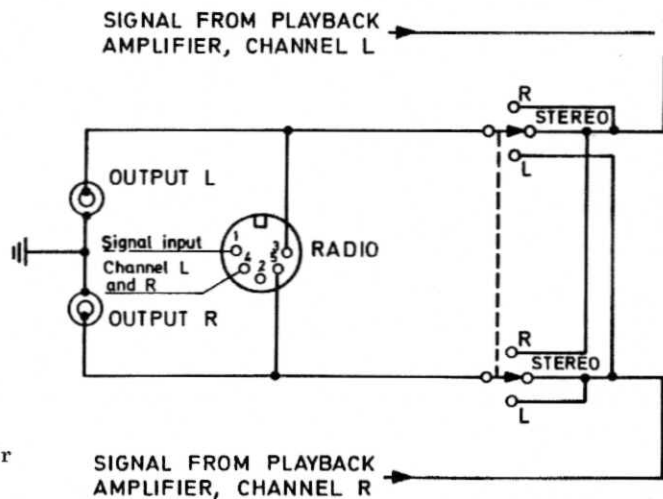 SIGNAL FROM PLAYBACK
AMPLIFIER, CHANNEL L
R
STEREO
L
OUTPUT L
Signal input
Channel L
and R
1
3
4
5
2
RADIO
OUTPUT R
R
STEREO
L
r
SIGNAL FROM PLAYBACK
AMPLIFIER, CHANNEL R